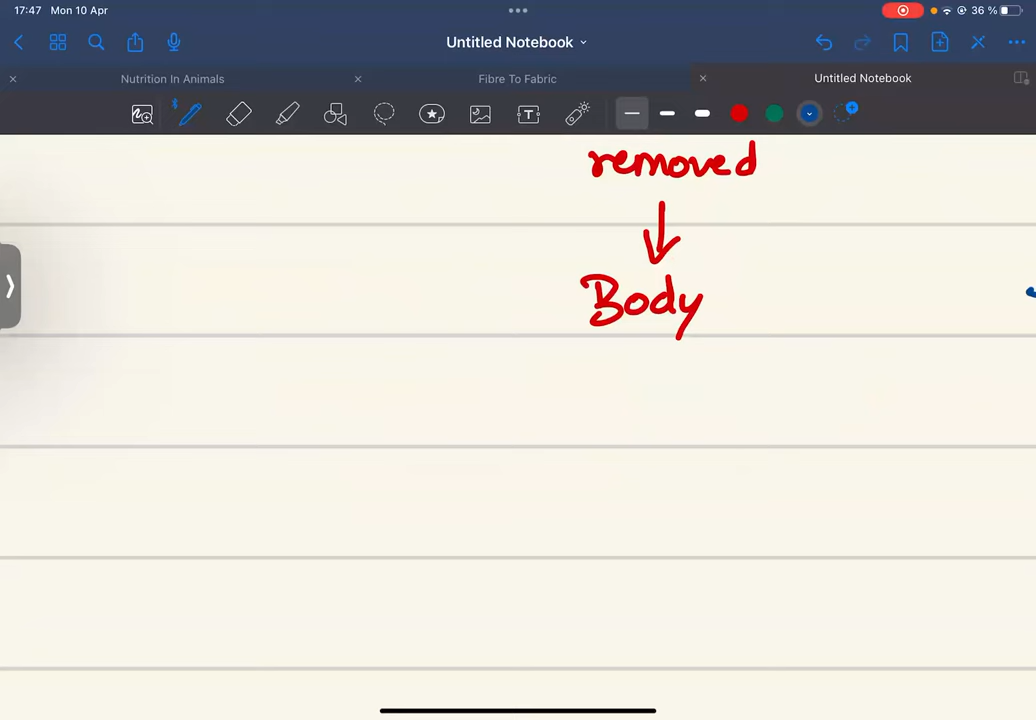 17:47 Mon 10 Apr 36 %
Untitled Notebook
Nutrition In Animals Fibre To Fabric Untitled Notebook
T
removed
Body